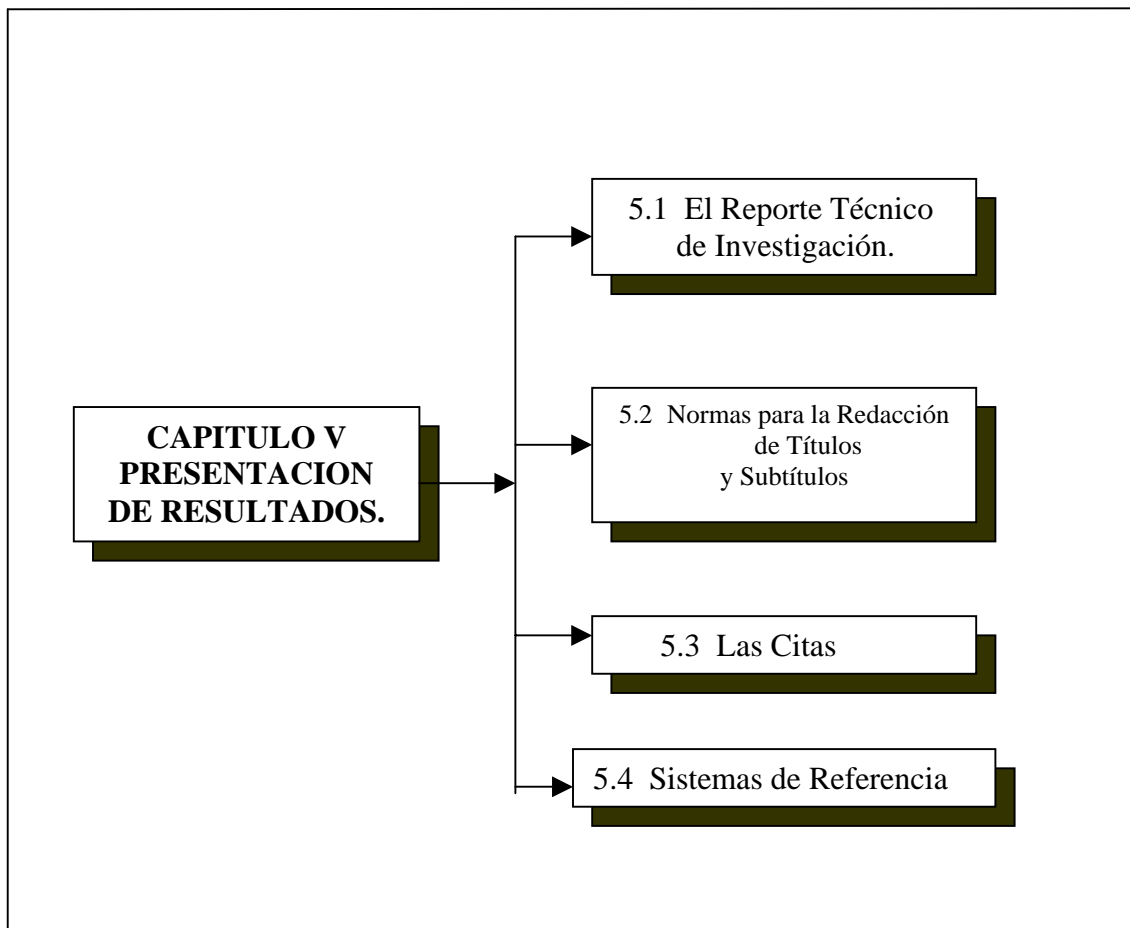 CAPITULO V
PRESENTACION
DE RESULTADOS.
5.1 El Reporte Técnico
de Investigación.
5.2 Normas para la Redacción
de Títulos
y Subtítulos
5.3 Las Citas
5.4 Sistemas de Referencia